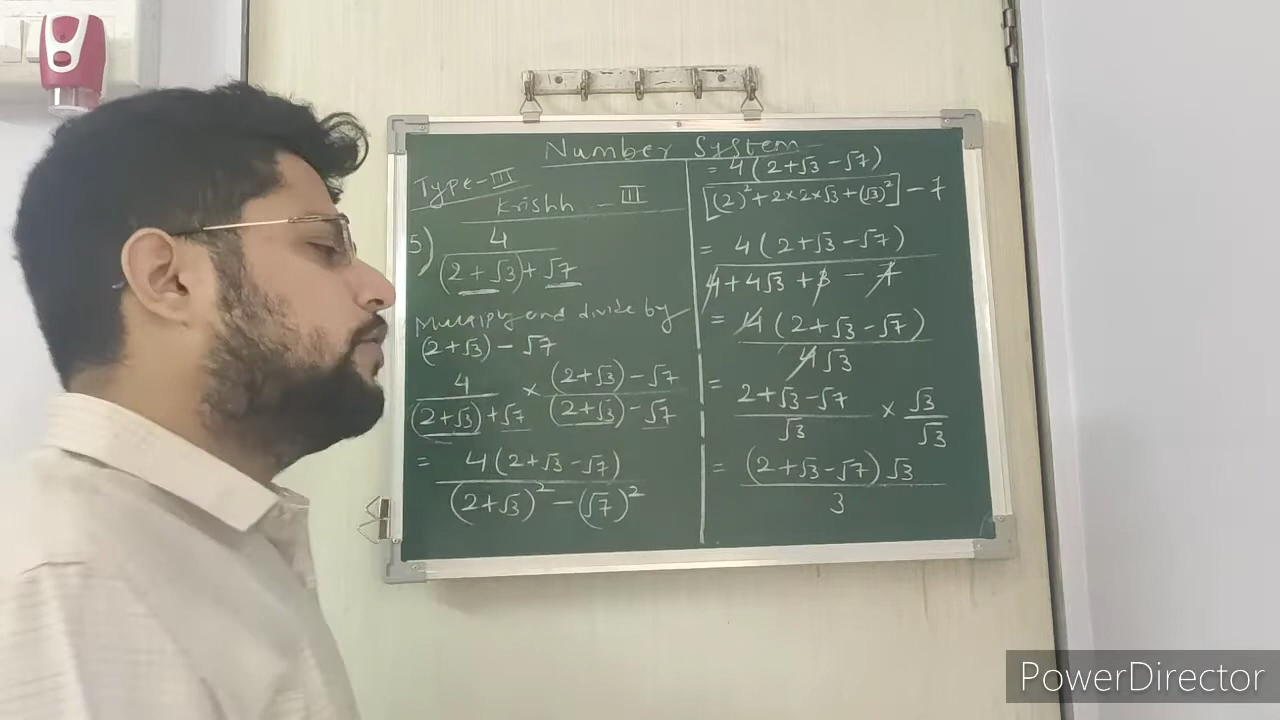 Number System
Type-III
Krishh - III
5) 4
(2+√3)+√7
Multiply and divide by
(2+√3) - √7
4 × (2+√3)-√7
(2+√3)+√7 (2+√3)-√7
= 4(2+√3-√7)
(2+√3)² - (√7)²
= 4(2+√3-√7)
[(2)²+2×2×√3+(√3)²] - 7
= 4(2+√3-√7)
4+4√3+3-7
= 4(2+√3-√7)
4√3
= 2+√3-√7 × √3
√3 √3
= (2+√3-√7)√3
3
PowerDirector